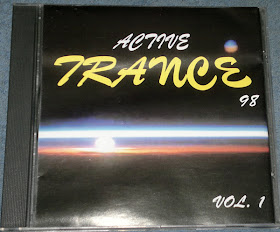 ACTIVE
TRANCE
98
VOL. 1